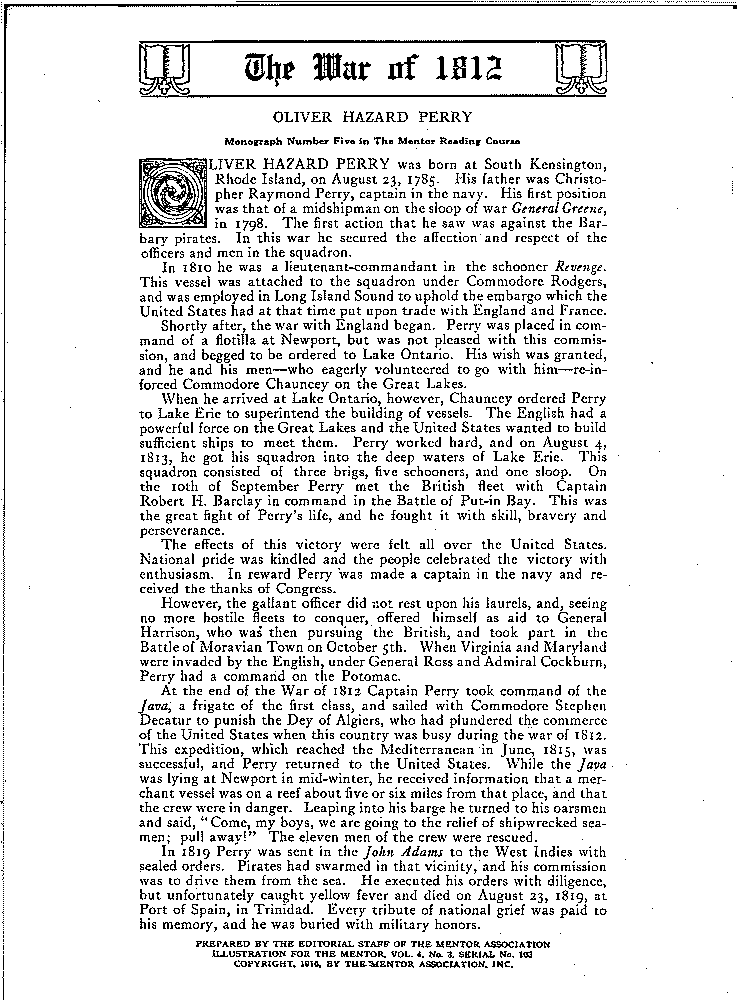 The War of 1812
OLIVER HAZARD PERRY
Monograph Number Five in The Mentor Reading Course
OLIVER HAZARD PERRY was born at South Kensington,
Rhode Island, on August 23, 1785. His father was Christo-
pher Raymond Perry, captain in the navy. His first position
was that of a midshipman on the sloop of war General Greene,
in 1798. The first action that he saw was against the Bar-
bary pirates. In this war he secured the affection and respect of the
officers and men in the squadron.
In 1810 he was a lieutenant-commandant in the schooner Revenge.
This vessel was attached to the squadron under Commodore Rodgers,
and was employed in Long Island Sound to uphold the embargo which the
United States had at that time put upon trade with England and France.
Shortly after, the war with England began. Perry was placed in com-
mand of a flotilla at Newport, but was not pleased with this commis-
sion, and begged to be ordered to Lake Ontario. His wish was granted,
and he and his men—who eagerly volunteered to go with him—re-in-
forced Commodore Chauncey on the Great Lakes.
When he arrived at Lake Ontario, however, Chauncey ordered Perry
to Lake Erie to superintend the building of vessels. The English had a
powerful force on the Great Lakes and the United States wanted to build
sufficient ships to meet them. Perry worked hard, and on August 4,
1813, he got his squadron into the deep waters of Lake Erie. This
squadron consisted of three brigs, five schooners, and one sloop. On
the 10th of September Perry met the British fleet with Captain
Robert H. Barclay in command in the Battle of Put-in Bay. This was
the great fight of Perry's life, and he fought it with skill, bravery and
perseverance.
The effects of this victory were felt all over the United States.
National pride was kindled and the people celebrated the victory with
enthusiasm. In reward Perry was made a captain in the navy and re-
ceived the thanks of Congress.
However, the gallant officer did not rest upon his laurels, and, seeing
no more hostile fleets to conquer, offered himself as aid to General
Harrison, who was then pursuing the British, and took part in the
Battle of Moravian Town on October 5th. When Virginia and Maryland
were invaded by the English, under General Ross and Admiral Cockburn,
Perry had a command on the Potomac.
At the end of the War of 1812 Captain Perry took command of the
Java, a frigate of the first class, and sailed with Commodore Stephen
Decatur to punish the Dey of Algiers, who had plundered the commerce
of the United States when this country was busy during the war of 1812.
This expedition, which reached the Mediterranean in June, 1815, was
successful, and Perry returned to the United States. While the Java
was lying at Newport in mid-winter, he received information that a mer-
chant vessel was on a reef about five or six miles from that place, and that
the crew were in danger. Leaping into his barge he turned to his oarsmen
and said, "Come, my boys, we are going to the relief of shipwrecked sea-
men; pull away!" The eleven men of the crew were rescued.
In 1819 Perry was sent in the John Adams to the West Indies with
sealed orders. Pirates had swarmed in that vicinity, and his commission
was to drive them from the sea. He executed his orders with diligence,
but unfortunately caught yellow fever and died on August 23, 1819, at
Port of Spain, in Trinidad. Every tribute of national grief was paid to
his memory, and he was buried with military honors.
PREPARED BY THE EDITORIAL STAFF OF THE MENTOR ASSOCIATION
ILLUSTRATION FOR THE MENTOR, VOL. 4, No. 3, SERIAL No. 103
COPYRIGHT, 1916, BY THE MENTOR ASSOCIATION, INC.